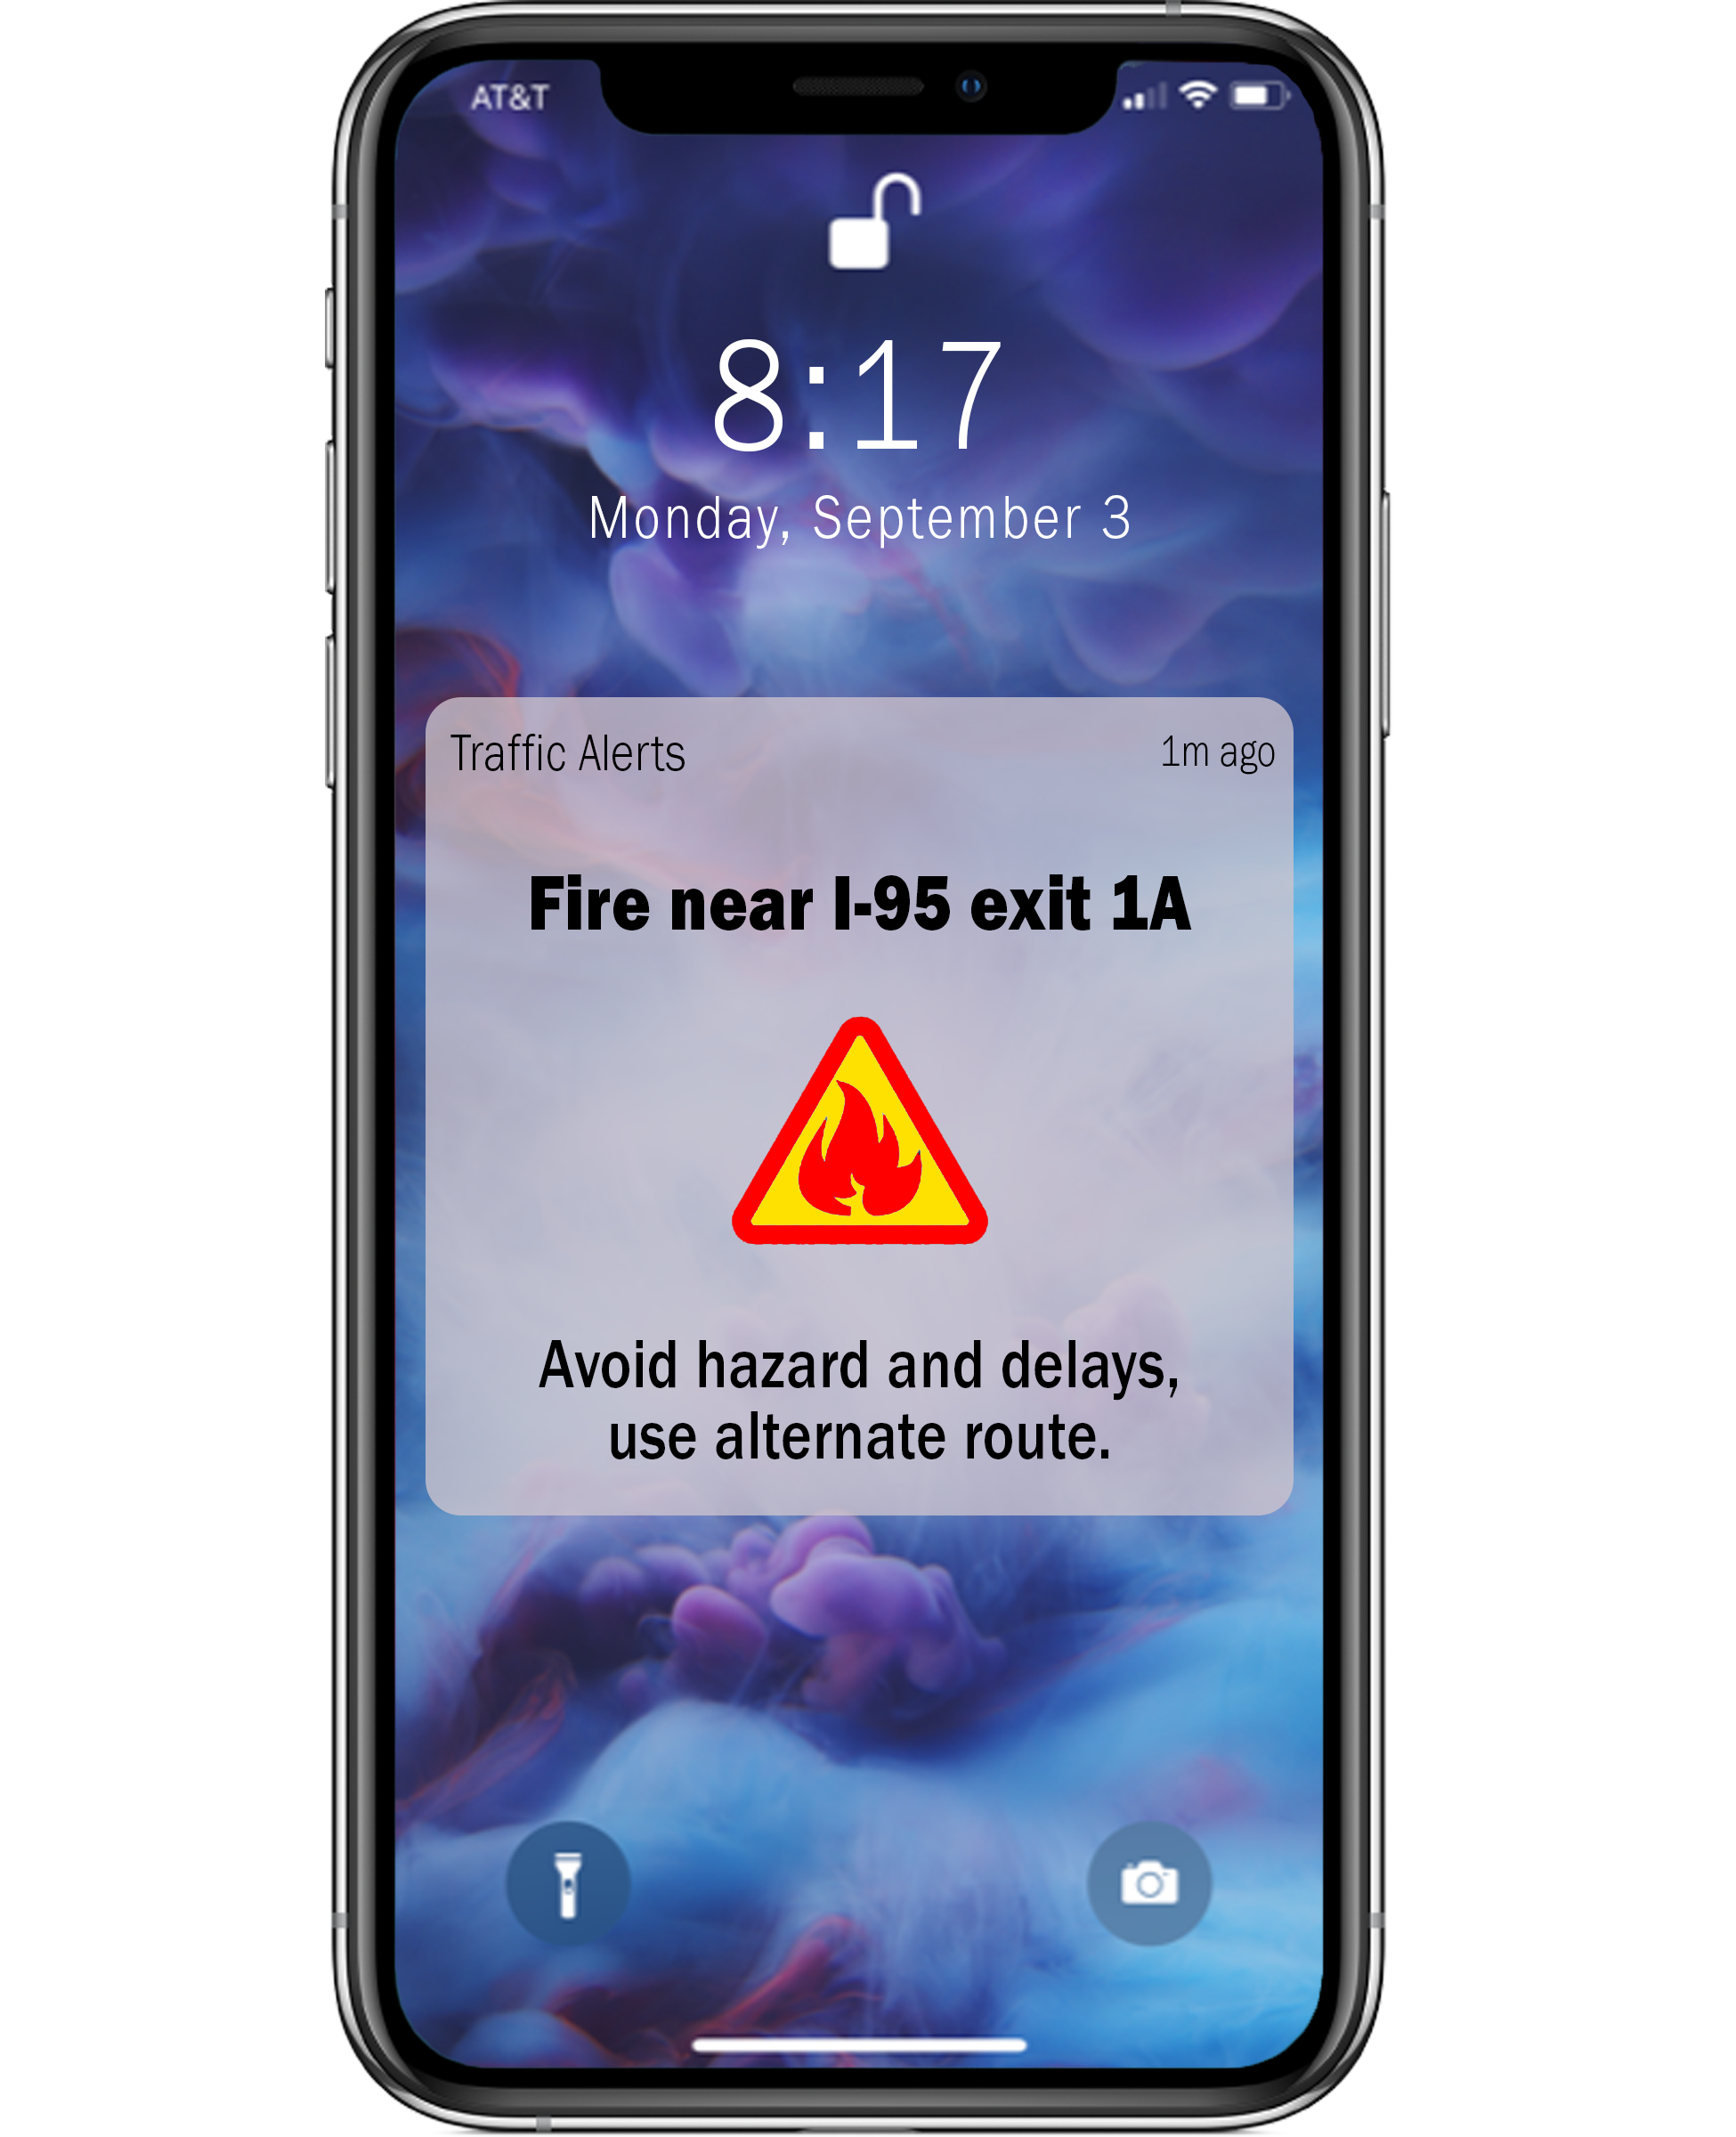 AT&T
8:17
Monday, September 3
Traffic Alerts
1m ago
Fire near I-95 exit 1A
Avoid hazard and delays,
use alternate route.